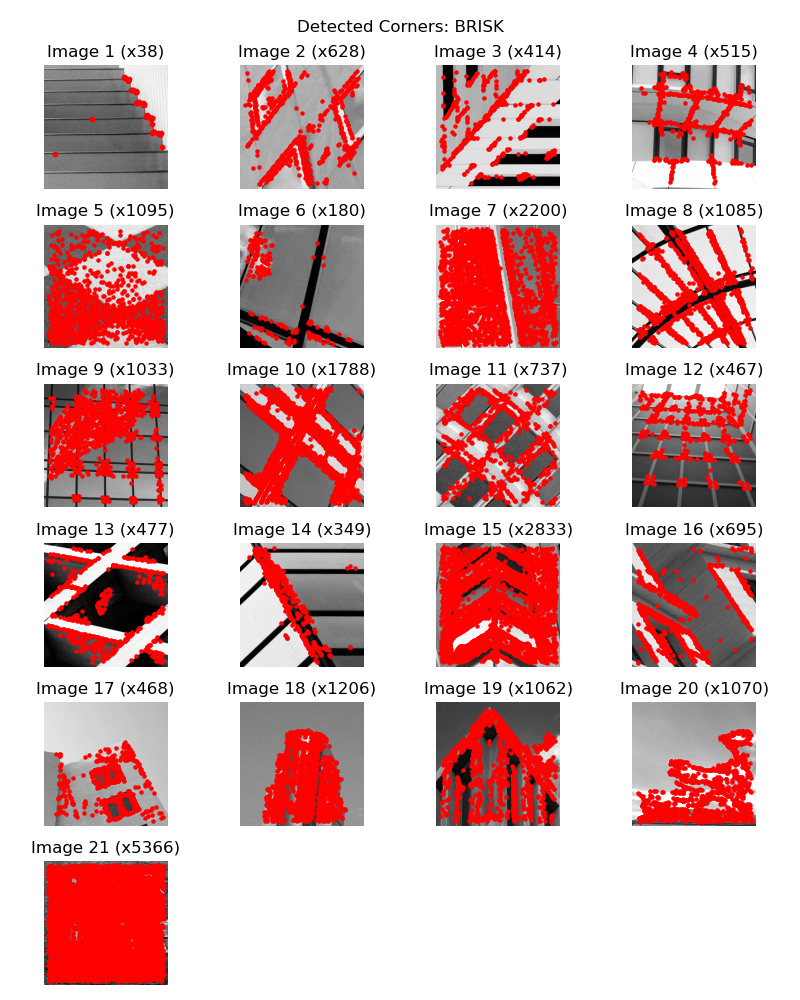 Detected Corners: BRISK
Image 1 (x38)
Image 2 (x628)
Image 3 (x414)
Image 4 (x515)
Image 5 (x1095)
Image 6 (x180)
Image 7 (x2200)
Image 8 (x1085)
Image 9 (x1033)
Image 10 (x1788)
Image 11 (x737)
Image 12 (x467)
Image 13 (x477)
Image 14 (x349)
Image 15 (x2833)
Image 16 (x695)
Image 17 (x468)
Image 18 (x1206)
Image 19 (x1062)
Image 20 (x1070)
Image 21 (x5366)